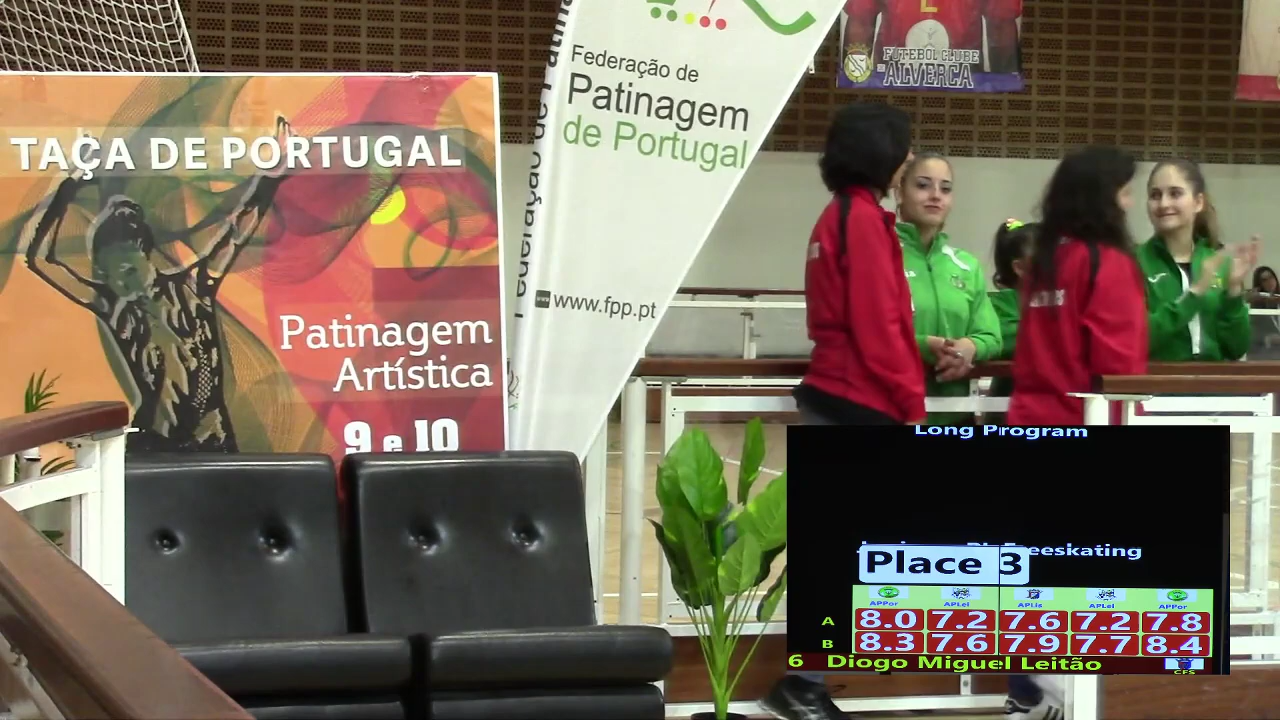 TAÇA DE PORTUGAL
Patinagem
Artística
9 e 10
Federação de
Patinagem
de Portugal
www.fpp.pt
FUTEBOL CLUBE
ALVERCA
Long Program
Freeskating
Place 3
APPor APLei APLis APLei APPor
A 8.0 7.2 7.6 7.2 7.8
B 8.3 7.6 7.9 7.7 8.4
6 Diogo Miguel Leitão
CFS